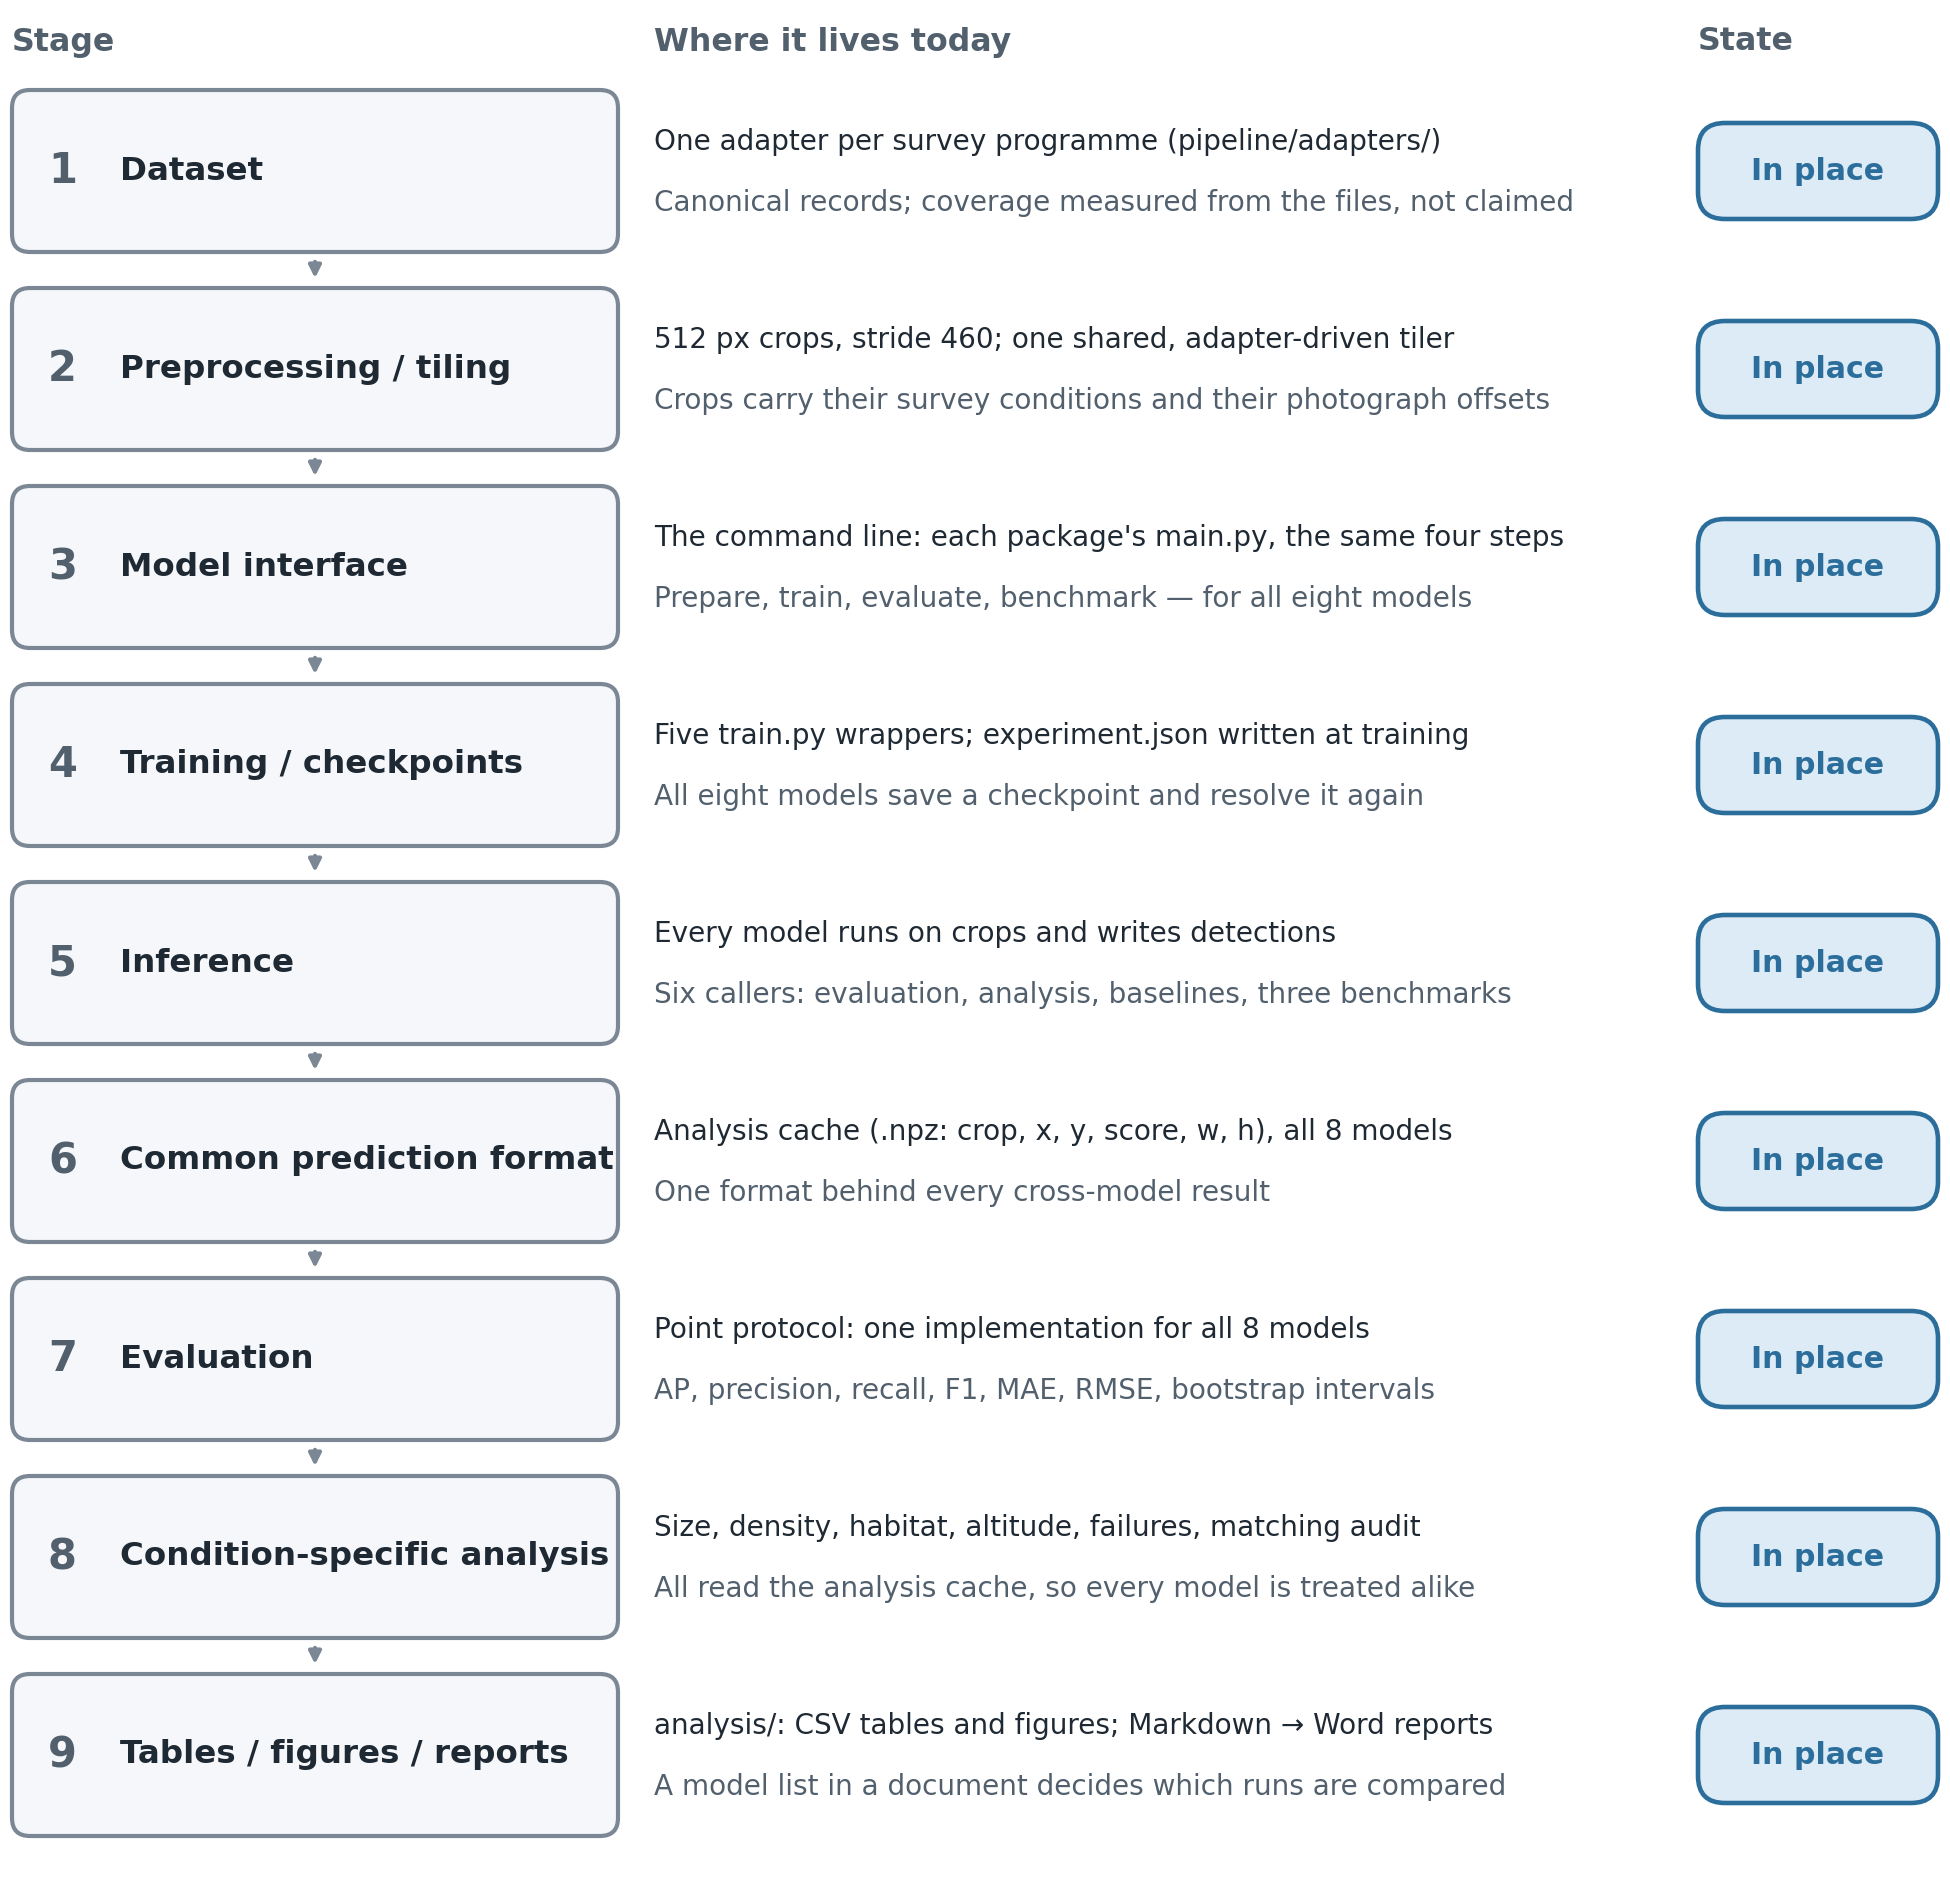 Stage
Where it lives today
State
1 Dataset
One adapter per survey programme (pipeline/adapters/)
Canonical records; coverage measured from the files, not claimed
In place
2 Preprocessing / tiling
512 px crops, stride 460; one shared, adapter-driven tiler
Crops carry their survey conditions and their photograph offsets
In place
3 Model interface
The command line: each package's main.py, the same four steps
Prepare, train, evaluate, benchmark — for all eight models
In place
4 Training / checkpoints
Five train.py wrappers; experiment.json written at training
All eight models save a checkpoint and resolve it again
In place
5 Inference
Every model runs on crops and writes detections
Six callers: evaluation, analysis, baselines, three benchmarks
In place
6 Common prediction format
Analysis cache (.npz: crop, x, y, score, w, h), all 8 models
One format behind every cross-model result
In place
7 Evaluation
Point protocol: one implementation for all 8 models
AP, precision, recall, F1, MAE, RMSE, bootstrap intervals
In place
8 Condition-specific analysis
Size, density, habitat, altitude, failures, matching audit
All read the analysis cache, so every model is treated alike
In place
9 Tables / figures / reports
analysis/: CSV tables and figures; Markdown → Word reports
A model list in a document decides which runs are compared
In place